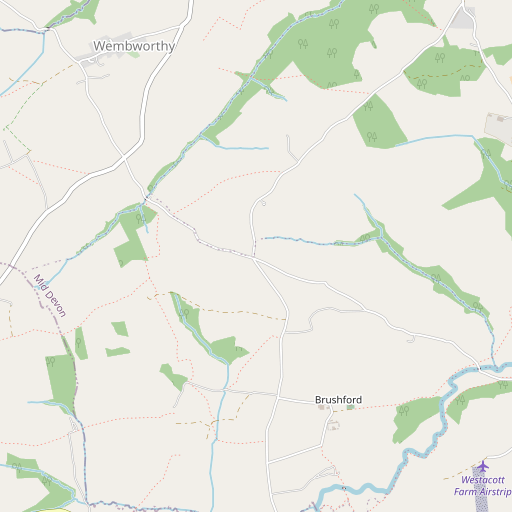 Wembworthy
Mid Devon
Brushford
Westacott
Farm Airstrip